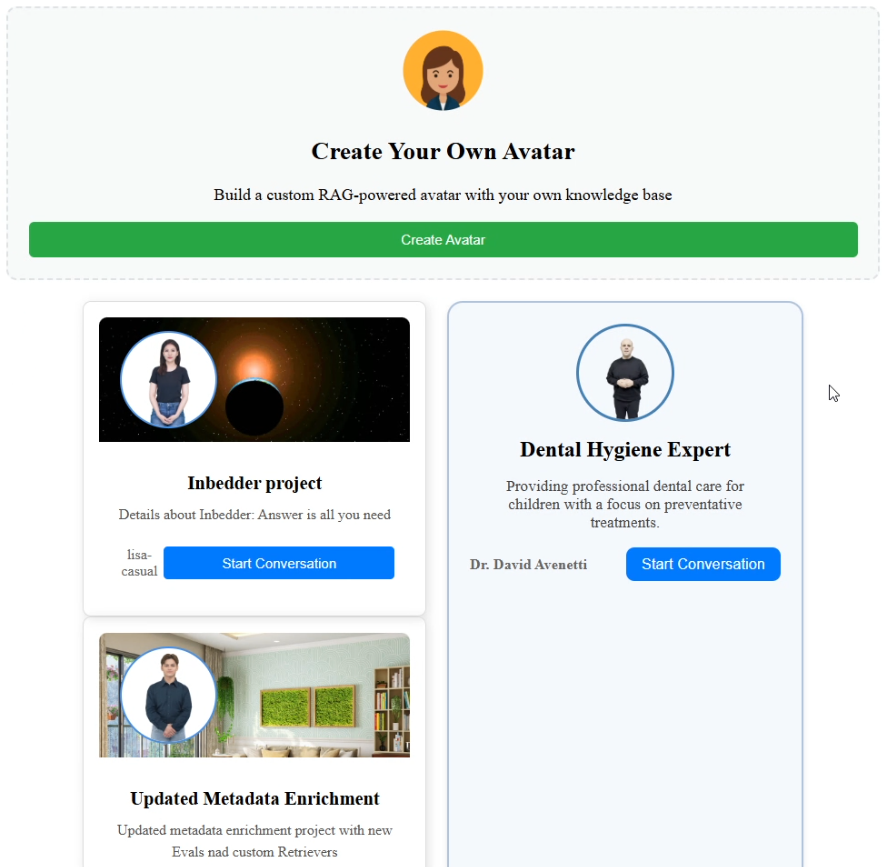 Create Your Own Avatar
Build a custom RAG-powered avatar with your own knowledge base
Create Avatar
Inbedder project
Details about Inbedder: Answer is all you need
lisa-
casual
Start Conversation
Updated Metadata Enrichment
Updated metadata enrichment project with new
Evals nad custom Retrievers
Dental Hygiene Expert
Providing professional dental care for
children with a focus on preventative
treatments.
Dr. David Avenetti
Start Conversation